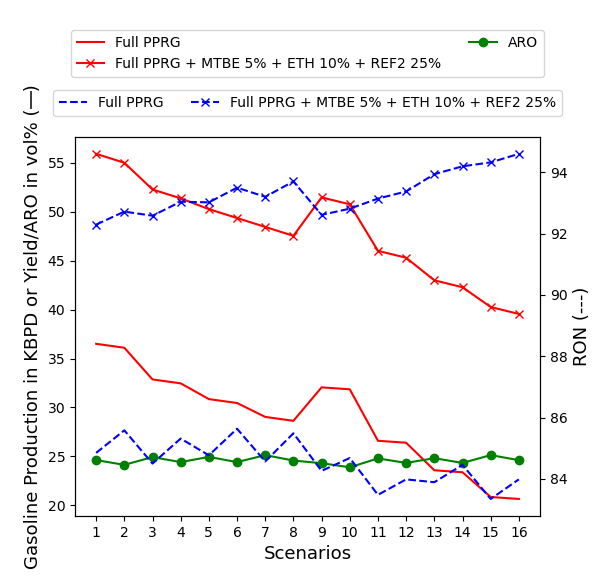 Full PPRG
ARO
Full PPRG + MTBE 5% + ETH 10% + REF2 25%
Full PPRG
Full PPRG + MTBE 5% + ETH 10% + REF2 25%
Gasoline Production in KBPD or Yield/ARO in vol% (—)
55
50
45
40
35
30
25
20
94
92
90
88
86
84
RON (---)
1 2 3 4 5 6 7 8 9 10 11 12 13 14 15 16
Scenarios